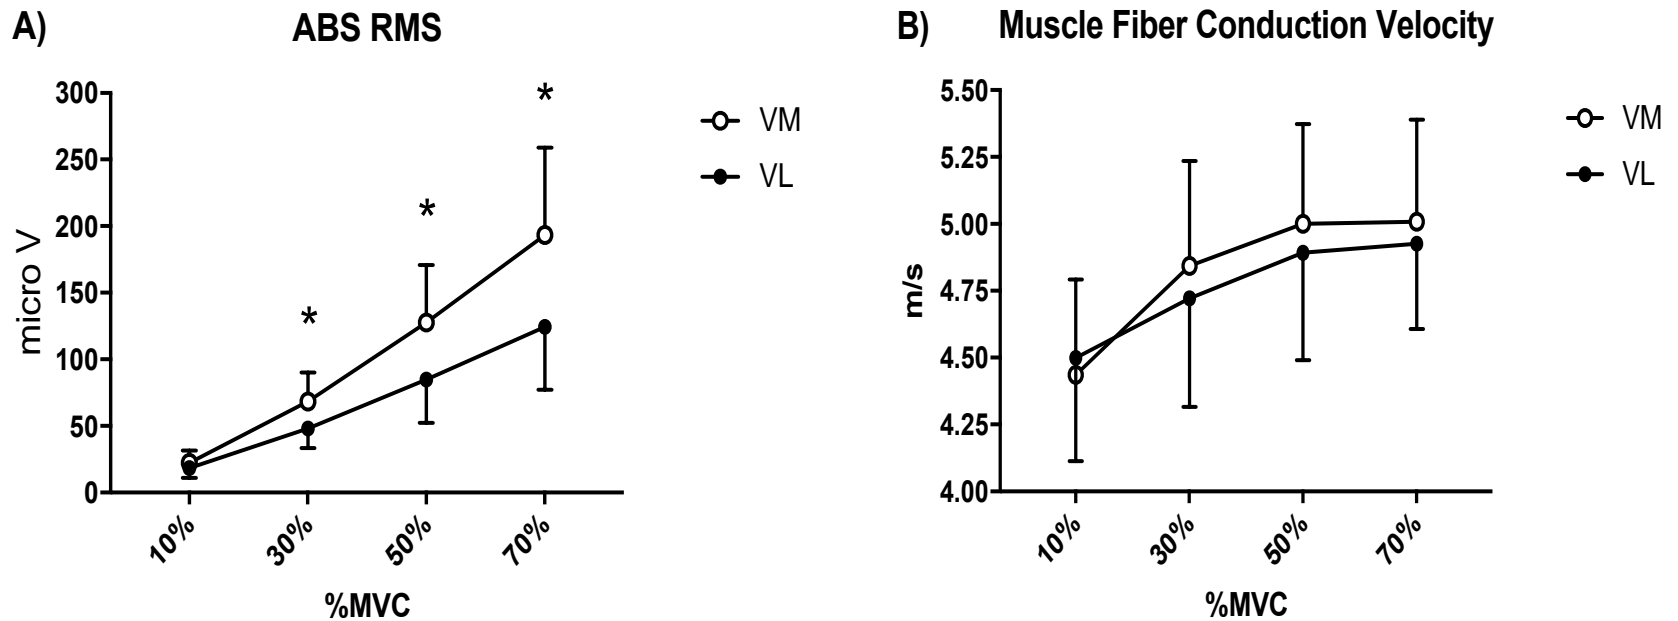 A)
ABS RMS
300
250
200
150
100
50
0
micro V
*
*
*
10%
30%
50%
70%
%MVC
VM
VL
B)
Muscle Fiber Conduction Velocity
5.50
5.25
5.00
4.75
4.50
4.25
4.00
m/s
10%
30%
50%
70%
%MVC
VM
VL